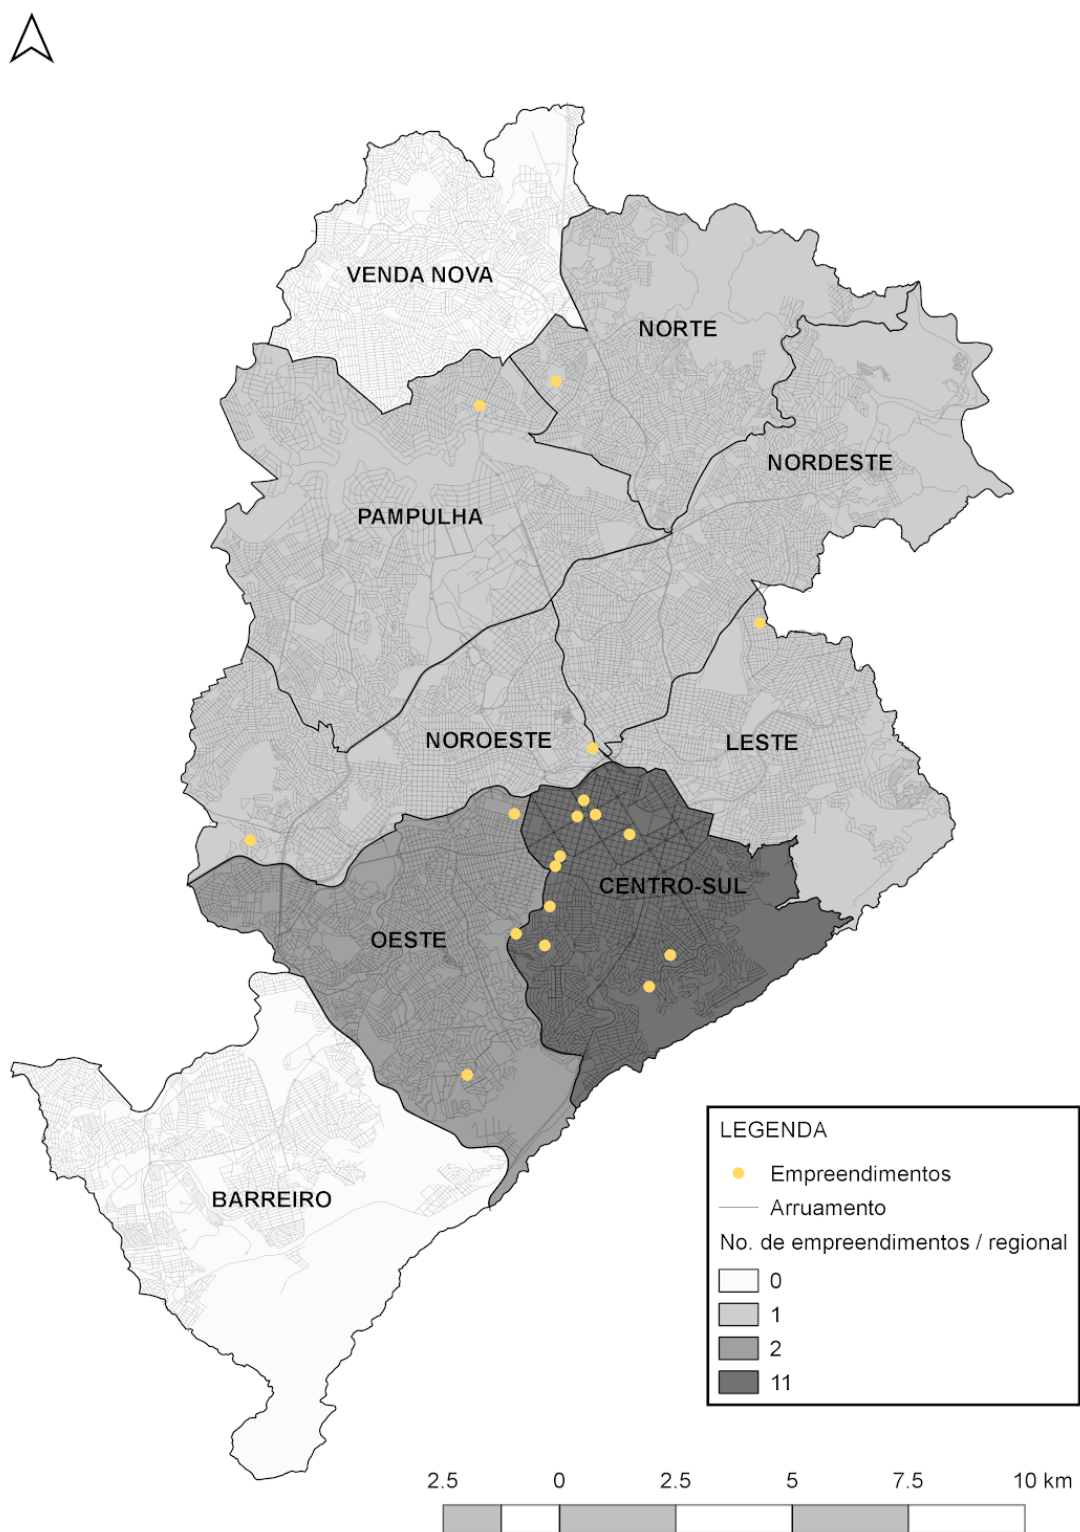 VENDA NOVA
NORTE
NORDESTE
PAMPULHA
NOROESTE
LESTE
CENTRO-SUL
OESTE
BARREIRO
LEGENDA
Empreendimentos
Arruamento
No. de empreendimentos / regional
0
1
2
11
2.5 0 2.5 5 7.5 10 km